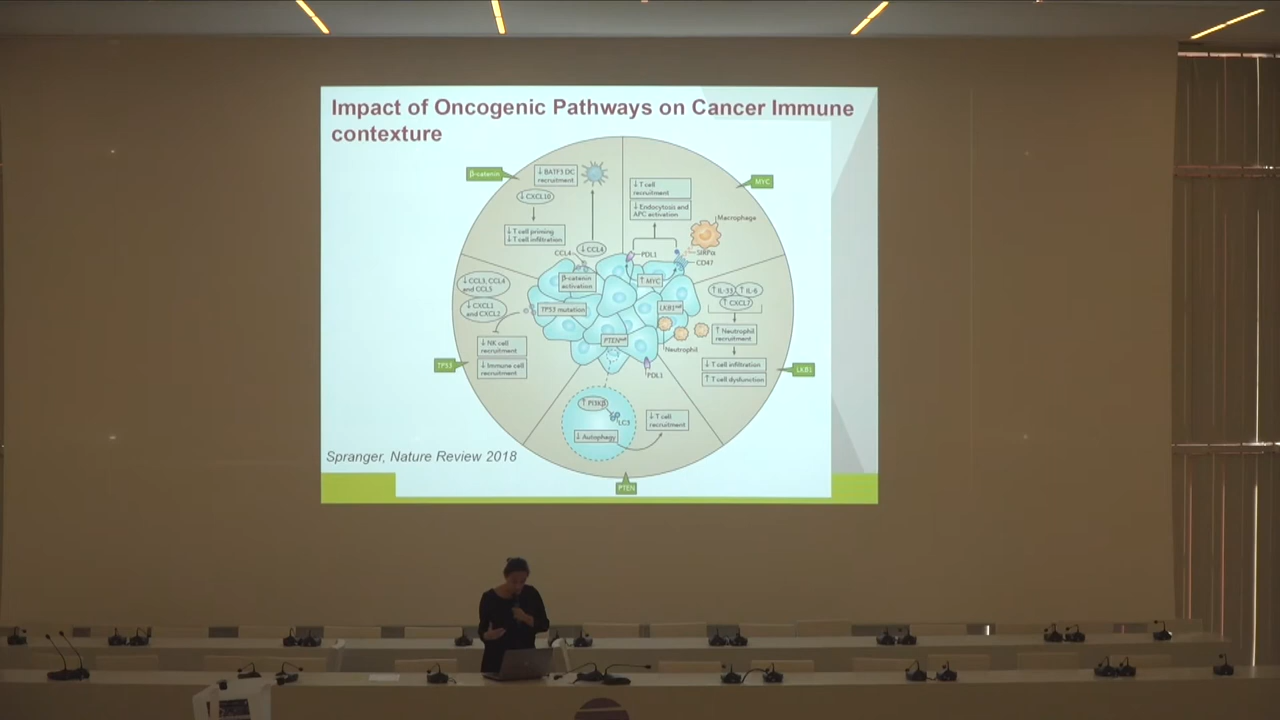 Impact of Oncogenic Pathways on Cancer Immune
contexture
β-catenin
↓ BATF3 DC
recruitment
↓ CXCL10
↓ T cell priming
↓ T cell infiltration
CCL4
↓ CCL4
β-catenin
activation
MYC
↓ T cell
recruitment
↓ Endocytosis and
APC activation
Macrophage
PDL1
SIRPα
CD47
↑ MYC
↓ CCL3, CCL4
and CCL5
↓ CXCL1
and CXCL2
TP53 mutation
↓ NK cell
recruitment
↓ Immune cell
recruitment
TP53
LKB1mut
↑ IL-33
↑ IL-6
↑ CXCL7
↑ Neutrophil
recruitment
↓ T cell infiltration
↑ T cell dysfunction
Neutrophil
LKB1
PTENmut
PDL1
↑ PI3Kβ
LC3
↓ Autophagy
↓ T cell
recruitment
PTEN
Spranger, Nature Review 2018